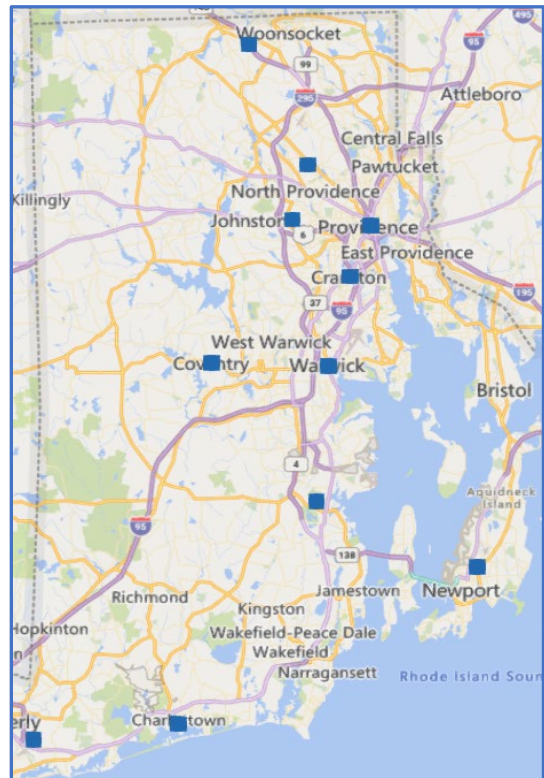 146
Woonsocket
95
495
99
Attleboro
295
Central Falls
Pawtucket
Killingly
North Providence
Johnston
6
Providence
East Providence
Cranston
37
95
195
West Warwick
Coventry
Warwick
Bristol
4
Aquidneck
Island
95
138
Newport
Richmond
Jamestown
Kingston
Hopkinton
Wakefield-Peace Dale
Wakefield
Narragansett
Rhode Island Soun
erly
Charlestown